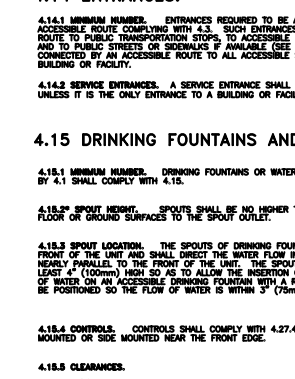 4.14.1 MINIMUM NUMBER. ENTRANCES REQUIRED TO BE
ACCESSIBLE ROUTE COMPLYING WITH 4.3. SUCH ENTRANCES
ROUTE TO PUBLIC TRANSPORTATION STOPS, TO ACCESSIBLE
AND TO PUBLIC STREETS OR SIDEWALKS IF AVAILABLE (SEE
CONNECTED BY AN ACCESSIBLE ROUTE TO ALL ACCESSIBLE
BUILDING OR FACILITY.
4.14.2 SERVICE ENTRANCES. A SERVICE ENTRANCE SHALL
UNLESS IT IS THE ONLY ENTRANCE TO A BUILDING OR FACIL
4.15 DRINKING FOUNTAINS AND
4.15.1 MINIMUM NUMBER. DRINKING FOUNTAINS OR WATER
BY 4.1 SHALL COMPLY WITH 4.15.
4.15.2* SPOUT HEIGHT. SPOUTS SHALL BE NO HIGHER
FLOOR OR GROUND SURFACES TO THE SPOUT OUTLET.
4.15.3 SPOUT LOCATION. THE SPOUTS OF DRINKING FOUN
FRONT OF THE UNIT AND SHALL DIRECT THE WATER FLOW IN
NEARLY PARALLEL TO THE FRONT OF THE UNIT. THE SPOUT
LEAST 4" (100mm) HIGH SO AS TO ALLOW THE INSERTION
OF WATER ON AN ACCESSIBLE DRINKING FOUNTAIN WITH A
BE POSITIONED SO THE FLOW OF WATER IS WITHIN 3" (75m
4.15.4 CONTROLS. CONTROLS SHALL COMPLY WITH 4.27.4
MOUNTED OR SIDE MOUNTED NEAR THE FRONT EDGE.
4.15.5 CLEARANCES.